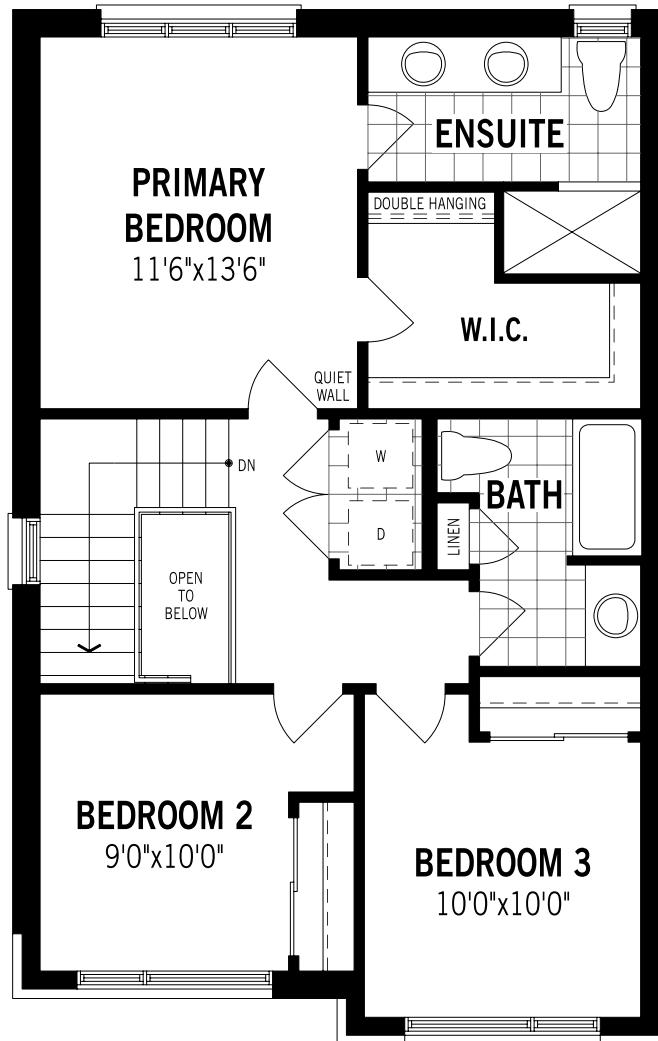 ENSUITE
PRIMARY
BEDROOM
11'6"x13'6"
DOUBLE HANGING
W.I.C.
QUIET
WALL
DN
W
BATH
D
LINEN
OPEN
TO
BELOW
BEDROOM 2
9'0"x10'0"
BEDROOM 3
10'0"x10'0"